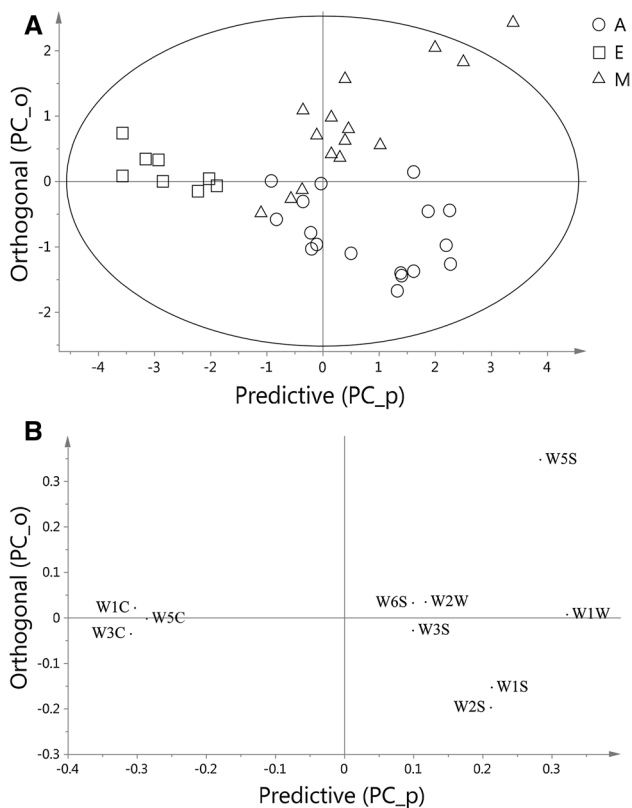 A
A
E
M
2
1
0
-1
-2
Orthogonal (PC_o)
-4 -3 -2 -1 0 1 2 3 4
Predictive (PC_p)
B
0.3
0.2
0.1
0
-0.1
-0.2
-0.3
Orthogonal (PC_o)
W5S
W1C
W5C
W3C
W6S W2W
W1W
W3S
W1S
W2S
-0.4 -0.3 -0.2 -0.1 0 0.1 0.2 0.3
Predictive (PC_p)